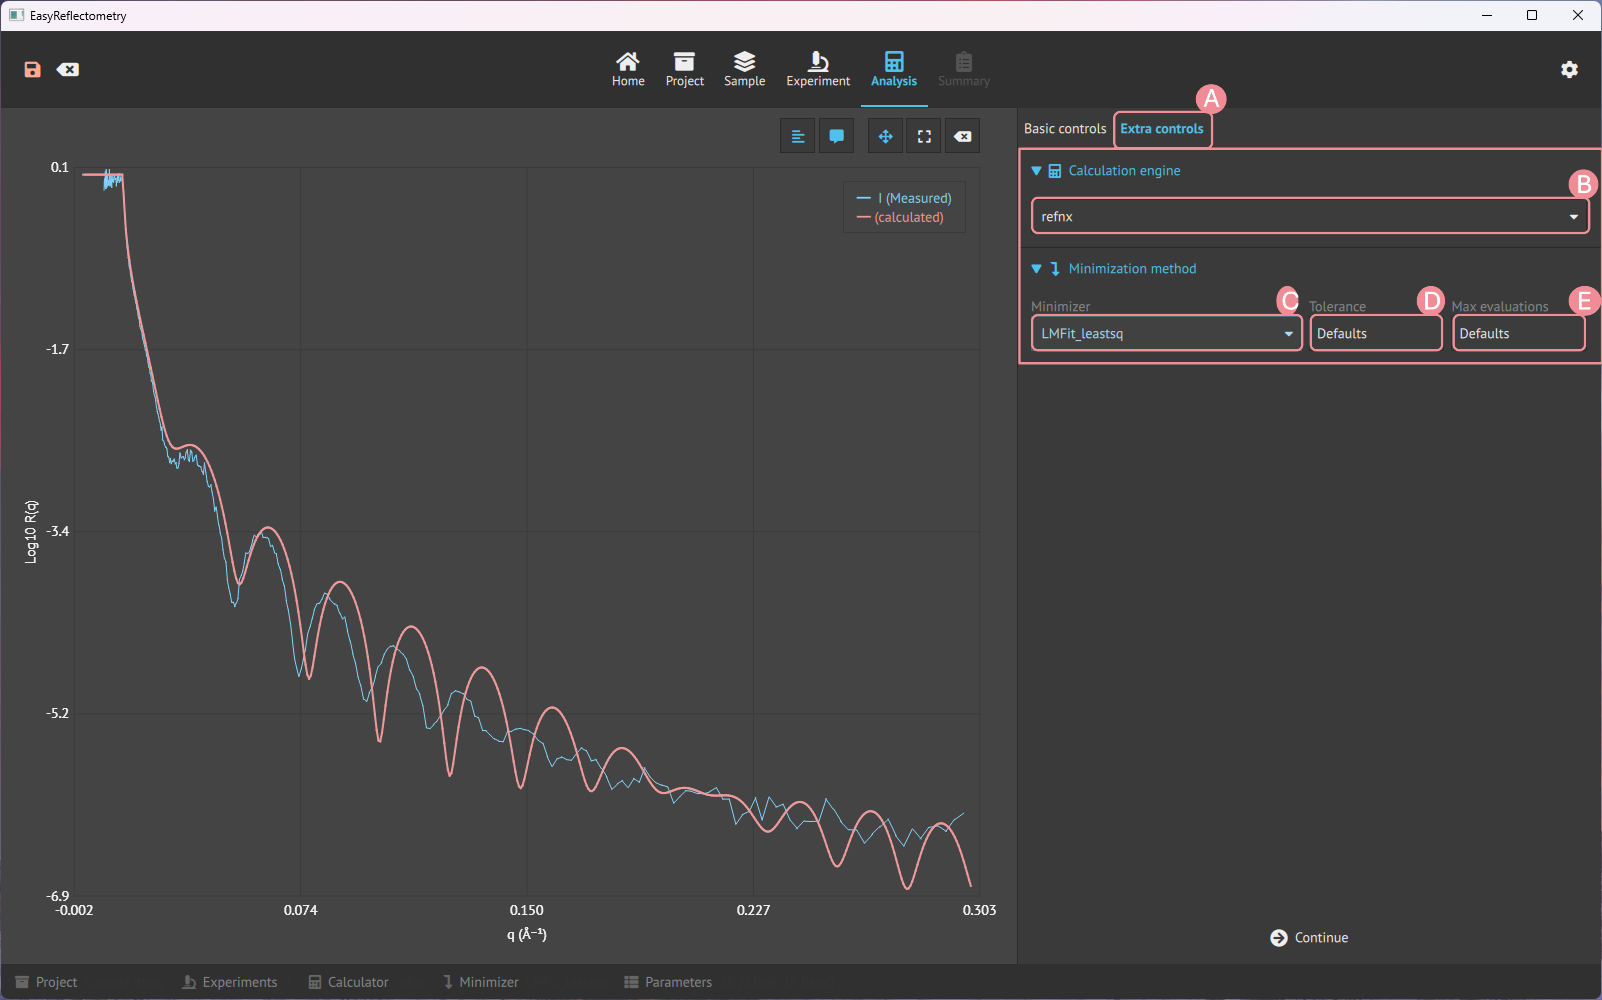 EasyReflectometry
Home Project Sample Experiment Analysis Summary
A
Basic controls Extra controls
Calculation engine
B
refnx
Minimization method
Minimizer C Tolerance D Max evaluations E
LMFit_leastsq Defaults Defaults
I (Measured)
(calculated)
0.1
-1.7
-3.4
-5.2
-6.9
Log10 R(q)
-0.002 0.074 0.150 0.227 0.303
q (Å⁻¹)
Continue
Project Experiments Calculator Minimizer Parameters